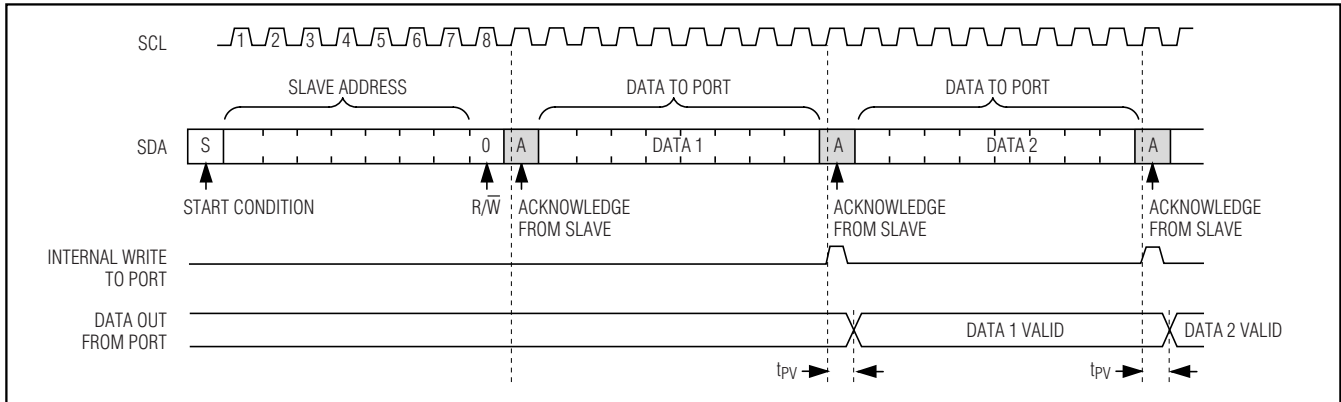 SCL 1 2 3 4 5 6 7 8
SLAVE ADDRESS DATA TO PORT DATA TO PORT
SDA S 0 A DATA 1 A DATA 2 A
START CONDITION R/W̅ ACKNOWLEDGE FROM SLAVE ACKNOWLEDGE FROM SLAVE ACKNOWLEDGE FROM SLAVE
INTERNAL WRITE
TO PORT
DATA OUT
FROM PORT
DATA 1 VALID DATA 2 VALID
tPV tPV